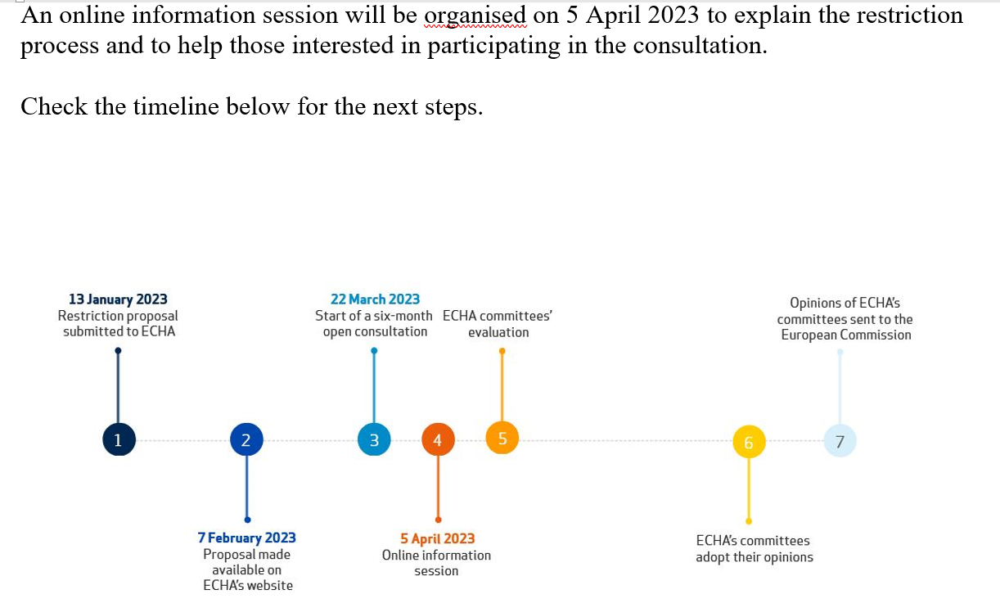 An online information session will be organised on 5 April 2023 to explain the restriction
process and to help those interested in participating in the consultation.
Check the timeline below for the next steps.
13 January 2023
Restriction proposal
submitted to ECHA
22 March 2023
Start of a six-month
open consultation
ECHA committees’
evaluation
Opinions of ECHA’s
committees sent to the
European Commission
1
2
3
4
5
6
7
7 February 2023
Proposal made
available on
ECHA’s website
5 April 2023
Online information
session
ECHA’s committees
adopt their opinions